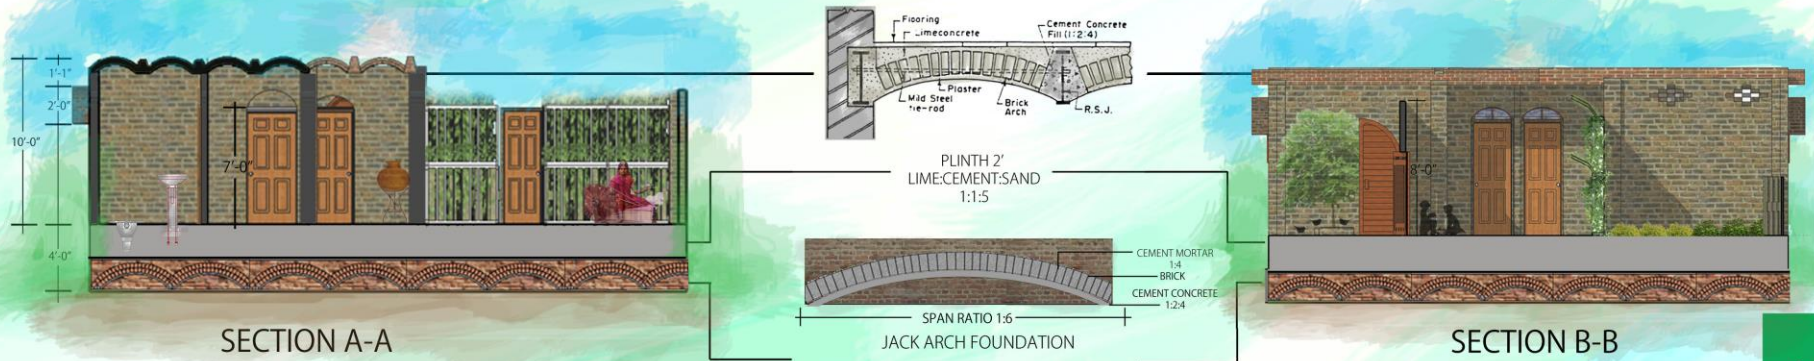 1'-1"
2'-0"
10'-0"
7'-0"
4'-0"
SECTION A-A
Flooring
Limeconcrete
Cement Concrete
Fill (1:2:4)
Plaster
Mild Steel
Tie-rod
Brick
Arch
R.S.J.
PLINTH 2'
LIME:CEMENT:SAND
1:1:5
CEMENT MORTAR
1:4
BRICK
CEMENT CONCRETE
1:2:4
SPAN RATIO 1:6
JACK ARCH FOUNDATION
8'-0"
SECTION B-B